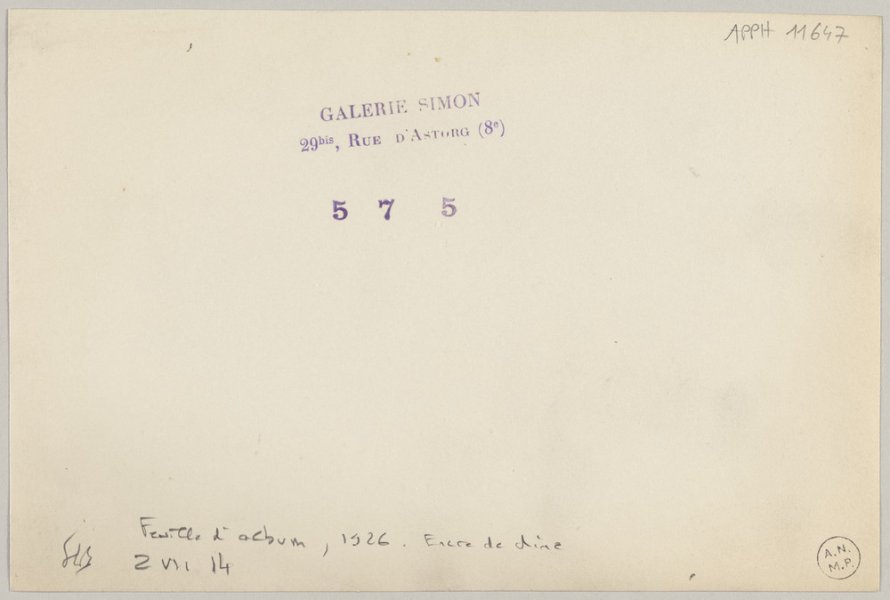 APPH 11647
GALERIE SIMON
29bis, RUE D'ASTORG (8e)
5 7 5
Feuille d'album, 1926. Encre de chine
2 VII 14
A.N.
M.P.